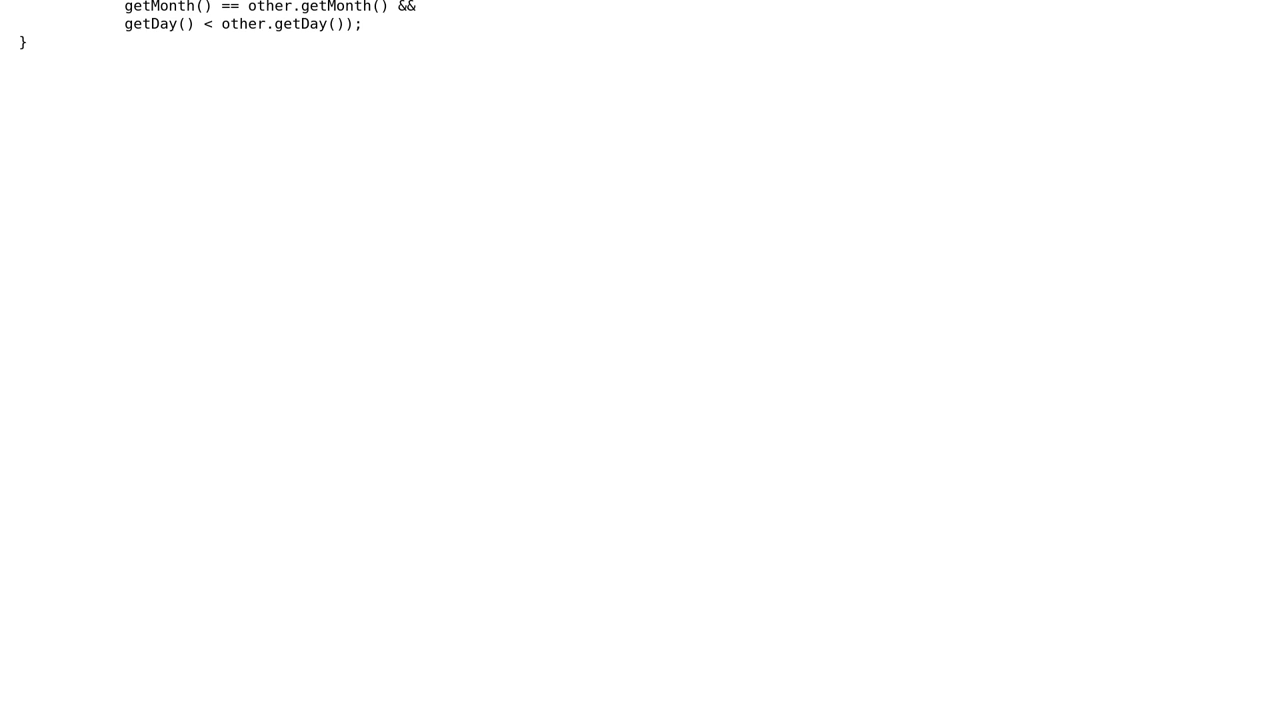 getMonth() == other.getMonth() &&
getDay() < other.getDay());
}